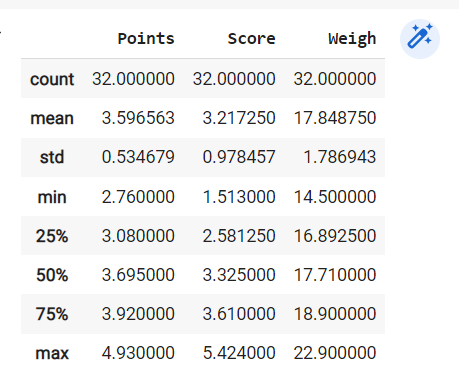 Points Score Weigh
count 32.000000 32.000000 32.000000
mean 3.596563 3.217250 17.848750
std 0.534679 0.978457 1.786943
min 2.760000 1.513000 14.500000
25% 3.080000 2.581250 16.892500
50% 3.695000 3.325000 17.710000
75% 3.920000 3.610000 18.900000
max 4.930000 5.424000 22.900000